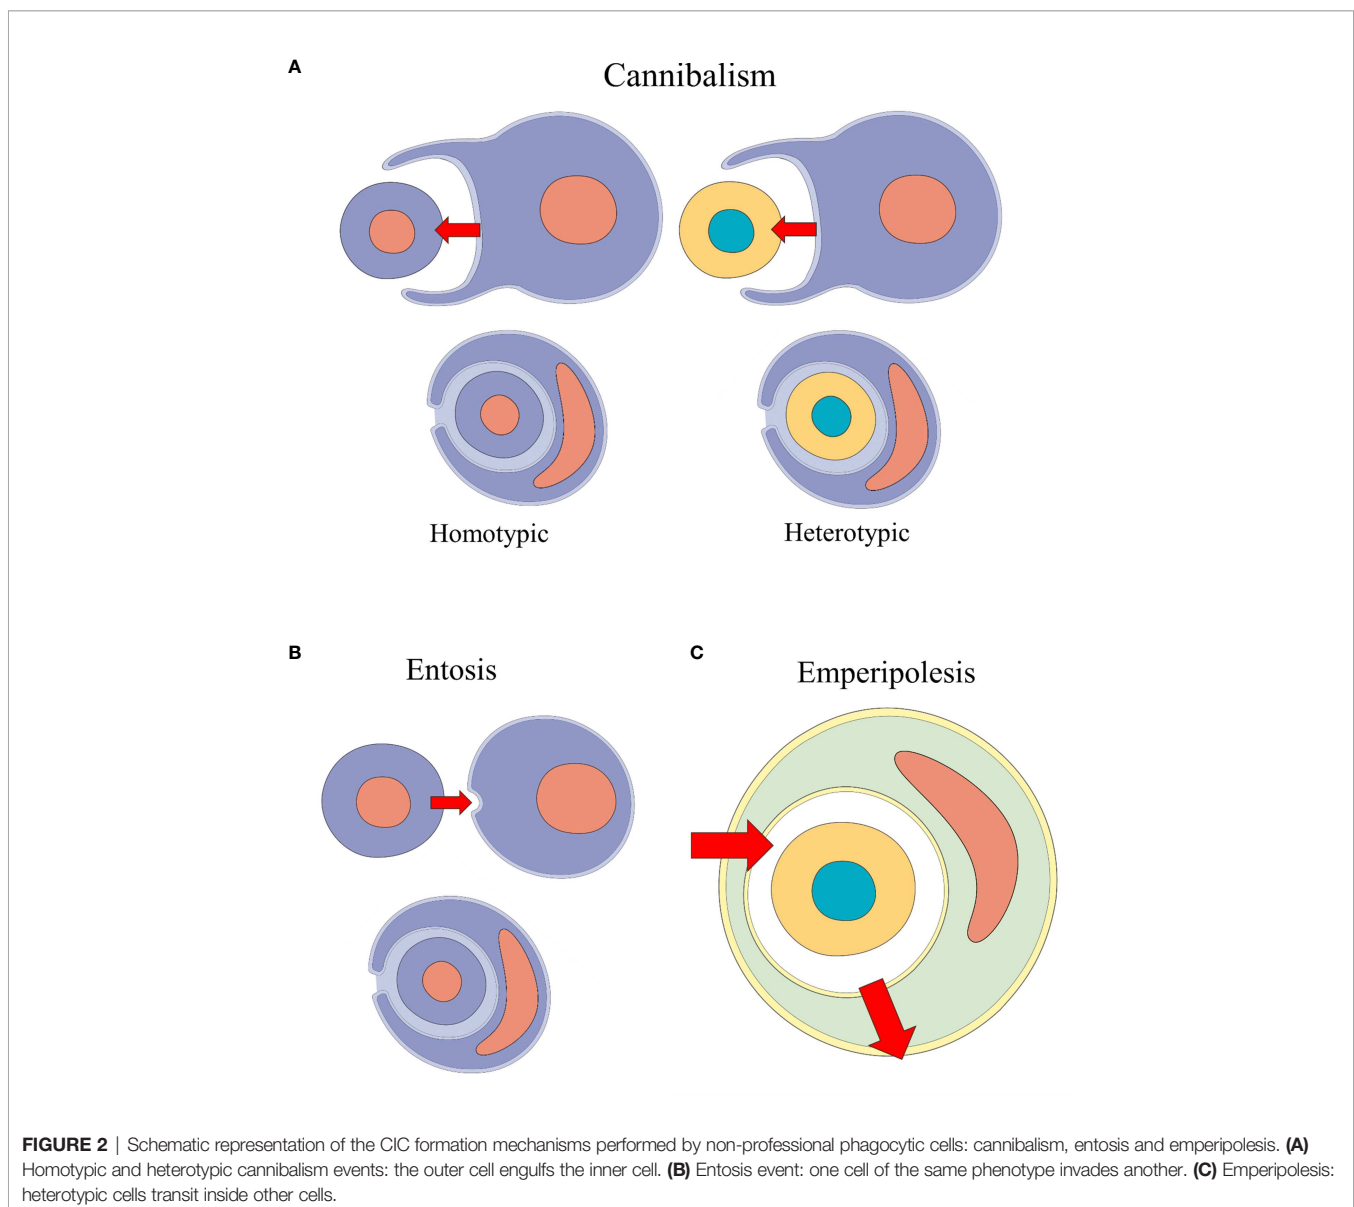 A
Cannibalism
Homotypic
Heterotypic
B
Entosis
C
Emperipolesis
FIGURE 2 | Schematic representation of the CIC formation mechanisms performed by non-professional phagocytic cells: cannibalism, entosis and emperipolesis. (A)
Homotypic and heterotypic cannibalism events: the outer cell engulfs the inner cell. (B) Entosis event: one cell of the same phenotype invades another. (C) Emperipolesis:
heterotypic cells transit inside other cells.